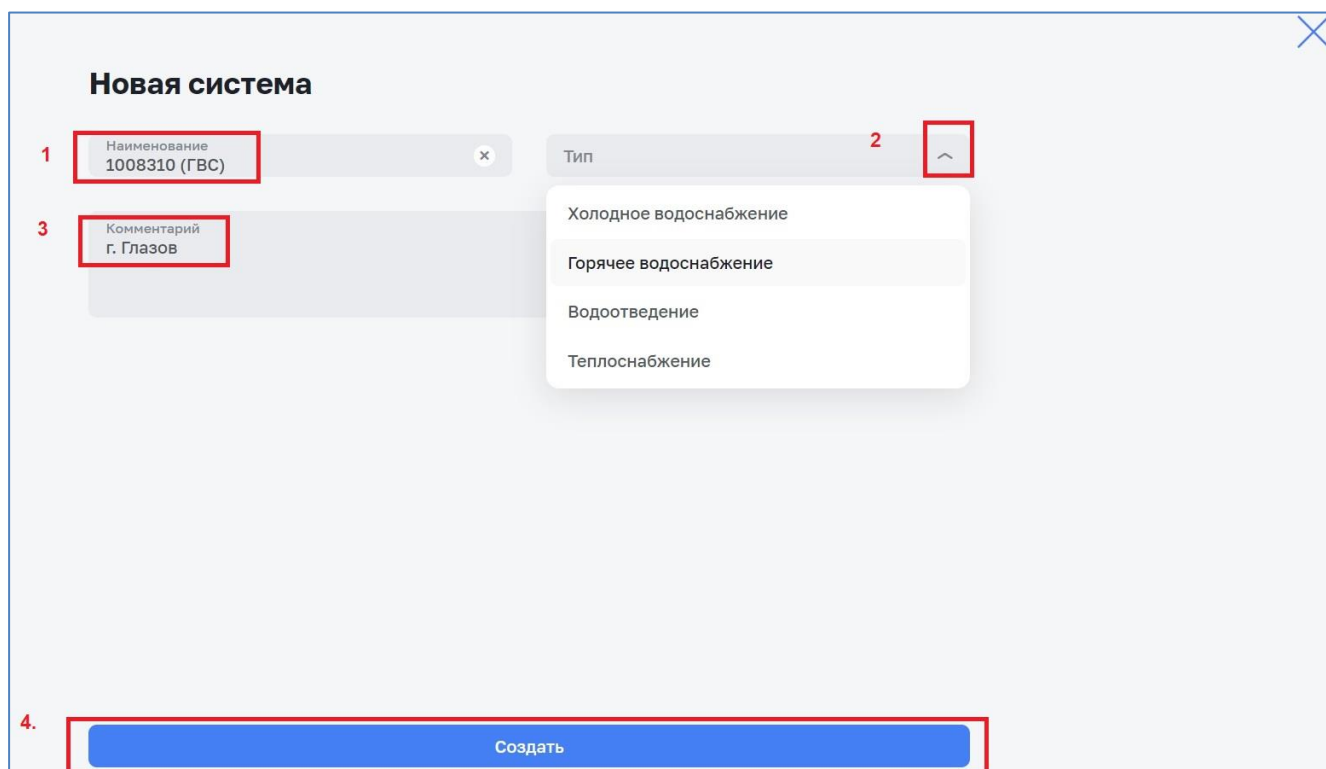 Новая система
1
Наименование
1008310 (ГВС)
Тип
2
3
Комментарий
г. Глазов
Холодное водоснабжение
Горячее водоснабжение
Водоотведение
Теплоснабжение
4.
Создать